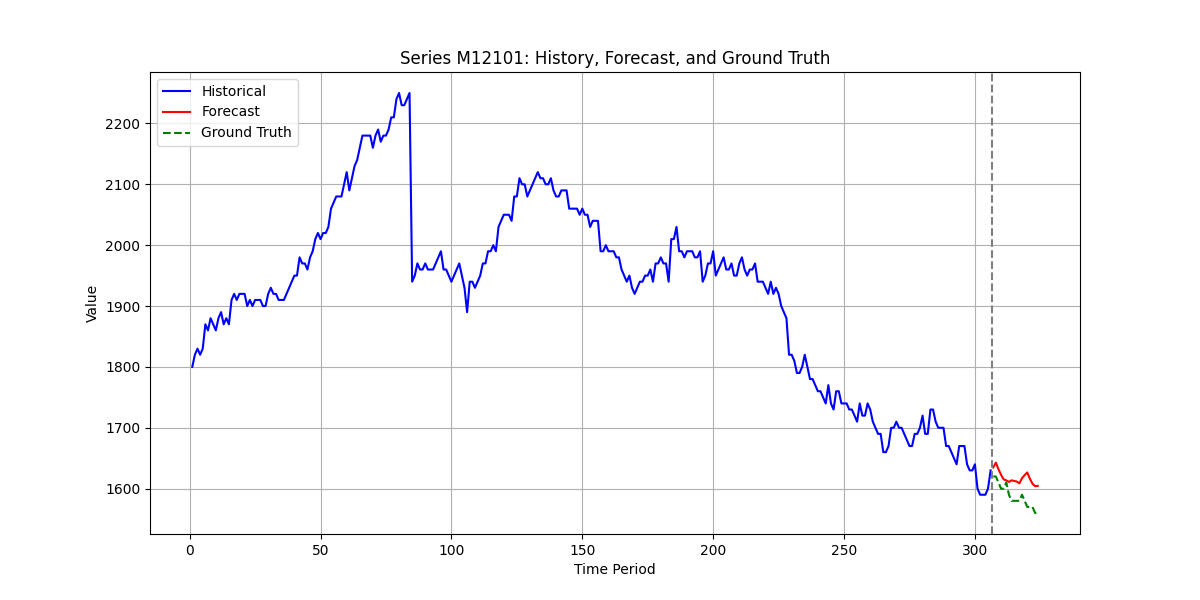 Series M12101: History, Forecast, and Ground Truth
Historical
Forecast
Ground Truth
Value
2200
2100
2000
1900
1800
1700
1600
0 50 100 150 200 250 300
Time Period